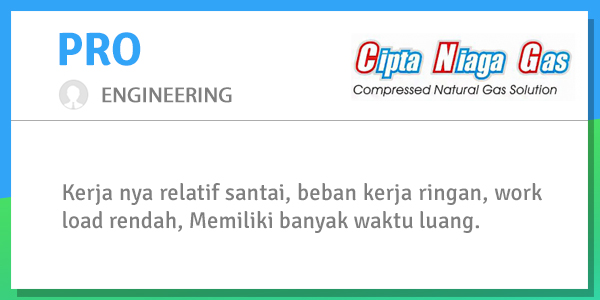 PRO
Cipta Niaga Gas
Compressed Natural Gas Solution
ENGINEERING
Kerja nya relatif santai, beban kerja ringan, work
load rendah, Memiliki banyak waktu luang.